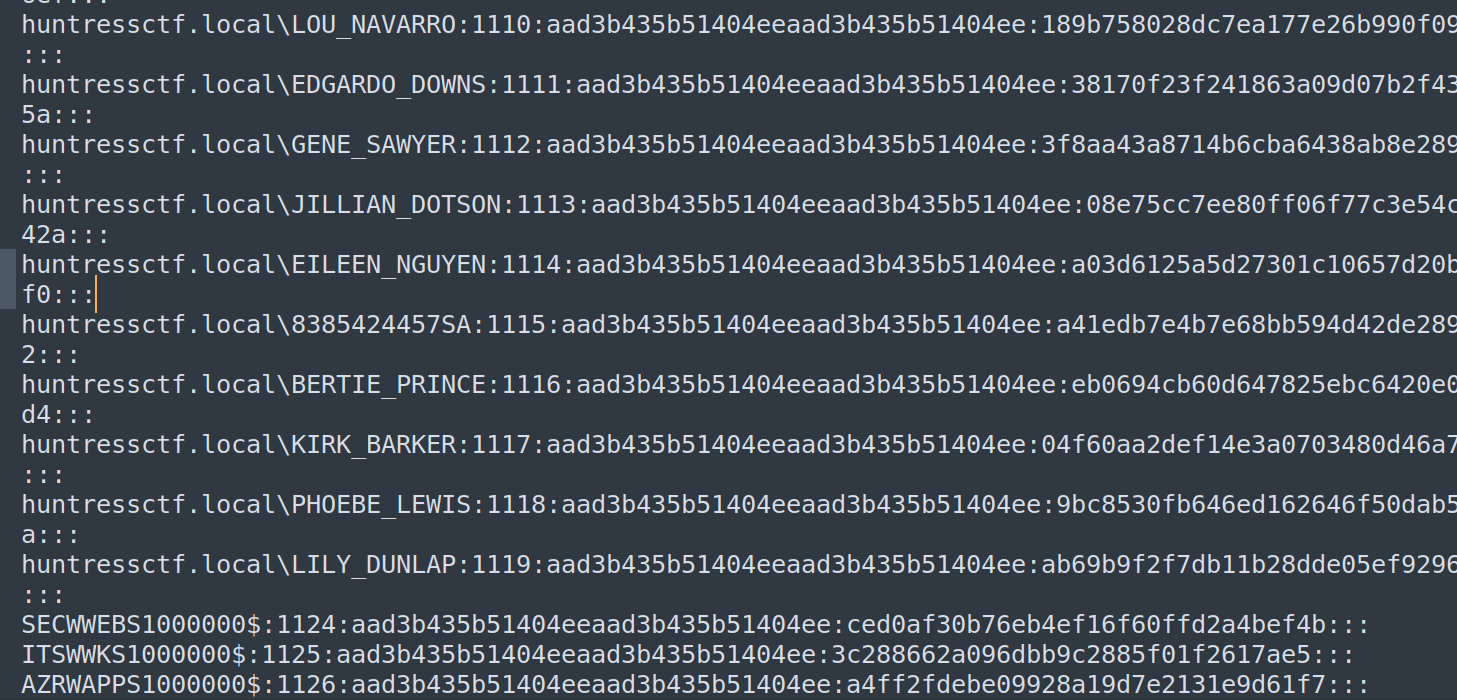 huntressctf.local\LOU_NAVARRO:1110:aad3b435b51404eeaad3b435b51404ee:189b758028dc7ea177e26b990f09
:::
huntressctf.local\EDGARDO_DOWNS:1111:aad3b435b51404eeaad3b435b51404ee:38170f23f241863a09d07b2f43
5a:::
huntressctf.local\GENE_SAWYER:1112:aad3b435b51404eeaad3b435b51404ee:3f8aa43a8714b6cba6438ab8e289
:::
huntressctf.local\JILLIAN_DOTSON:1113:aad3b435b51404eeaad3b435b51404ee:08e75cc7ee80ff06f77c3e54c
42a:::
huntressctf.local\EILEEN_NGUYEN:1114:aad3b435b51404eeaad3b435b51404ee:a03d6125a5d27301c10657d20b
f0:::
huntressctf.local\8385424457SA:1115:aad3b435b51404eeaad3b435b51404ee:a41edb7e4b7e68bb594d42de289
2:::
huntressctf.local\BERTIE_PRINCE:1116:aad3b435b51404eeaad3b435b51404ee:eb0694cb60d647825ebc6420e0
d4:::
huntressctf.local\KIRK_BARKER:1117:aad3b435b51404eeaad3b435b51404ee:04f60aa2def14e3a0703480d46a7
:::
huntressctf.local\PHOEBE_LEWIS:1118:aad3b435b51404eeaad3b435b51404ee:9bc8530fb646ed162646f50dab5
a:::
huntressctf.local\LILY_DUNLAP:1119:aad3b435b51404eeaad3b435b51404ee:ab69b9f2f7db11b28dde05ef9296
:::
SECWWEBS1000000$:1124:aad3b435b51404eeaad3b435b51404ee:ced0af30b76eb4ef16f60ffd2a4bef4b:::
ITSWWKS1000000$:1125:aad3b435b51404eeaad3b435b51404ee:3c288662a096dbb9c2885f01f2617ae5:::
AZRWAPPS1000000$:1126:aad3b435b51404eeaad3b435b51404ee:a4ff2fdebe09928a19d7e2131e9d61f7:::